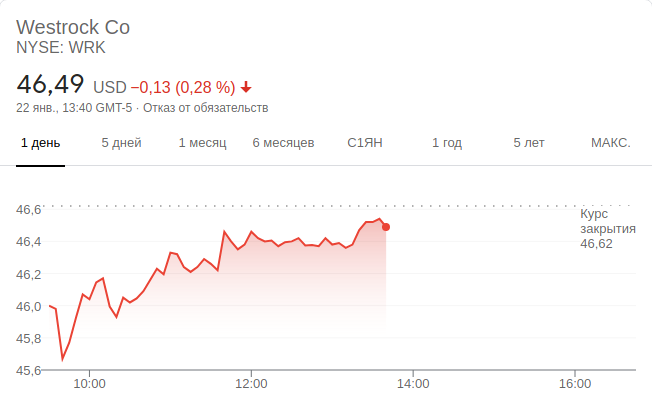 Westrock Co
NYSE: WRK
46,49 USD −0,13 (0,28 %)
22 янв., 13:40 GMT-5 · Отказ от обязательств
1 день 5 дней 1 месяц 6 месяцев С1ЯН 1 год 5 лет МАКС.
46,6
Курс
закрытия
46,62
46,4
46,2
46,0
45,8
45,6
10:00 12:00 14:00 16:00